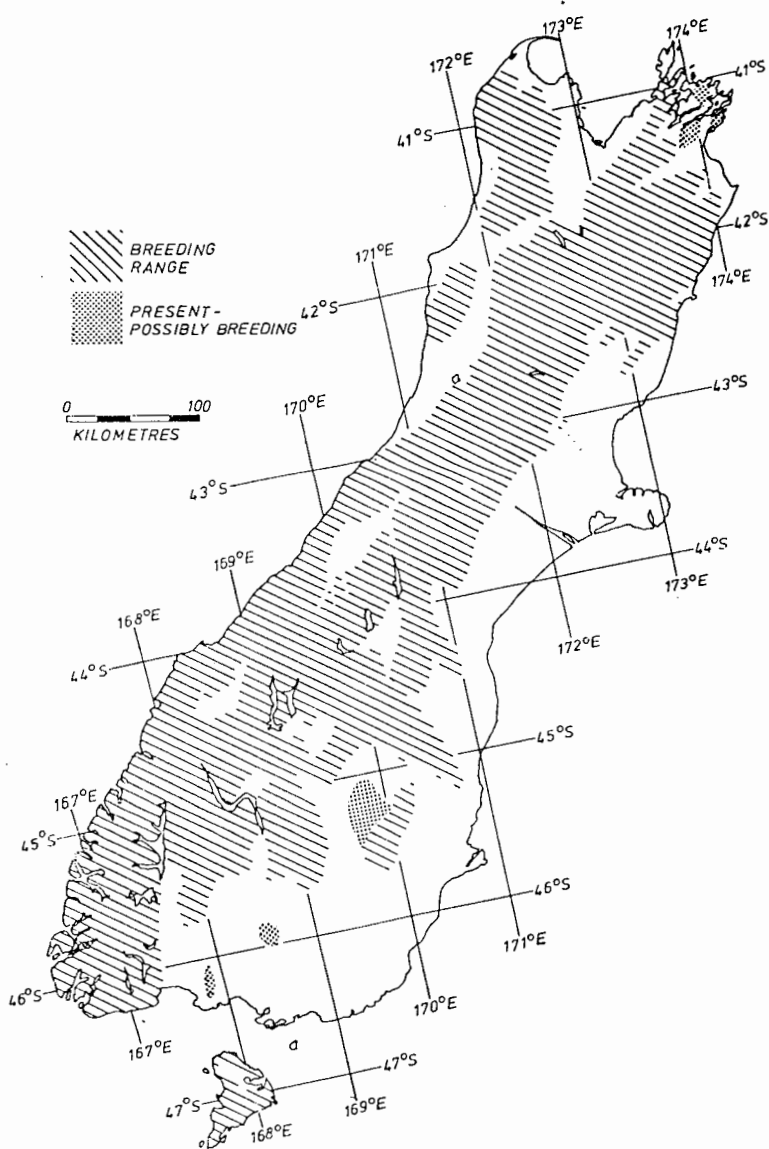 173°E
174°E
172°E
41°S
41°S
BREEDING
RANGE
171°E
42°S
174°E
PRESENT-
POSSIBLY BREEDING
42°S
43°S
0 100
KILOMETRES
170°E
43°S
44°S
169°E
173°E
168°E
172°E
44°S
45°S
167°E
45°S
46°S
171°E
46°S
170°E
167°E
47°S
47°S
169°E
168°E